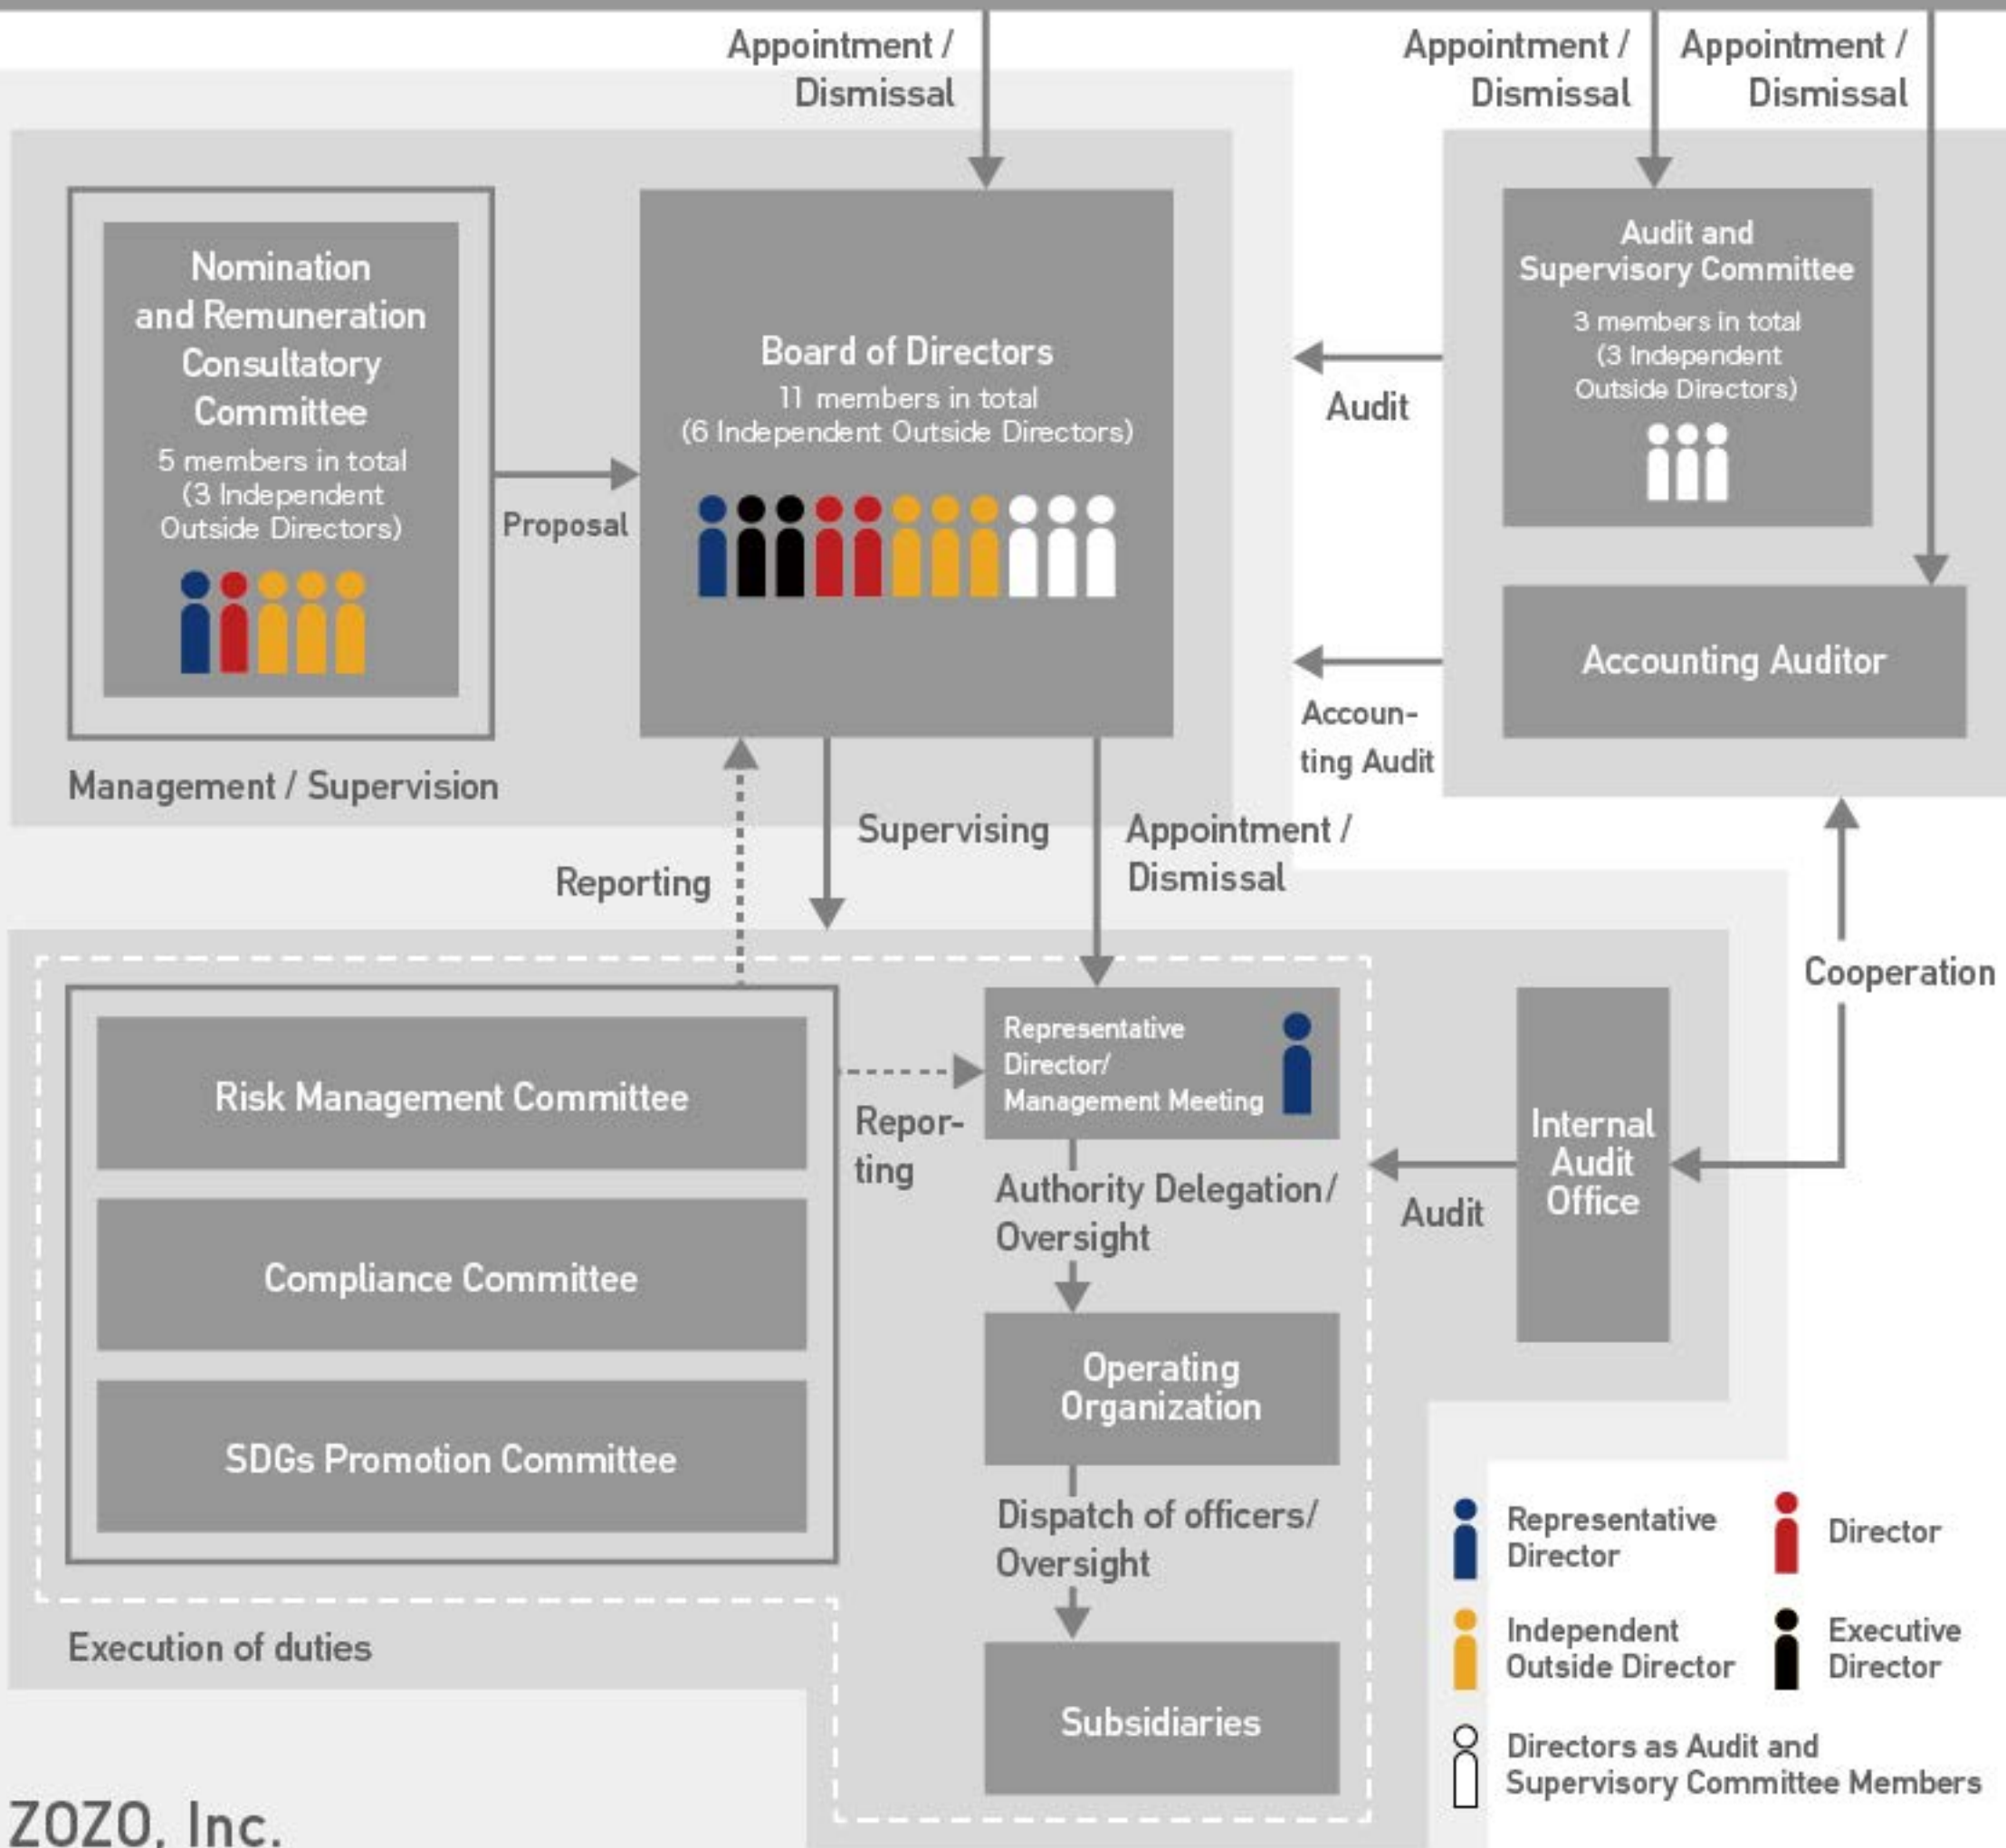 Appointment /
Dismissal
Appointment /
Dismissal
Appointment /
Dismissal
Nomination
and Remuneration
Consultatory
Committee
5 members in total
(3 Independent
Outside Directors)
Proposal
Board of Directors
11 members in total
(6 Independent Outside Directors)
Audit
Audit and
Supervisory Committee
3 members in total
(3 Independent
Outside Directors)
Accounting Auditor
Accoun-
ting Audit
Management / Supervision
Reporting
Supervising
Appointment /
Dismissal
Cooperation
Risk Management Committee
Compliance Committee
SDGs Promotion Committee
Repor-
ting
Representative
Director/
Management Meeting
Authority Delegation/
Oversight
Operating
Organization
Dispatch of officers/
Oversight
Subsidiaries
Audit
Internal
Audit
Office
Execution of duties
Representative
Director
Director
Independent
Outside Director
Executive
Director
Directors as Audit and
Supervisory Committee Members
ZOZO, Inc.